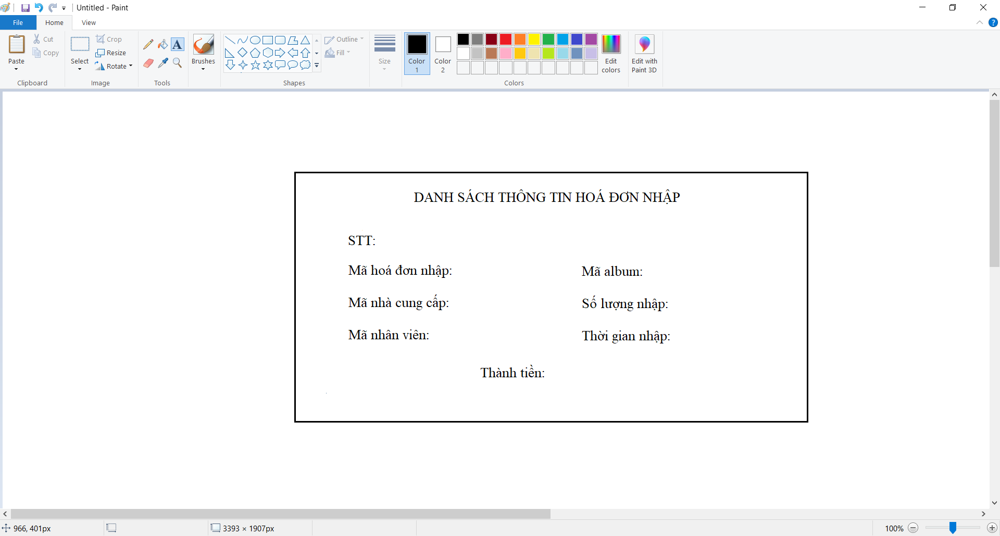 Untitled - Paint
File Home View
Paste Cut Copy Clipboard
Select Crop Resize Rotate Image
A Tools
Brushes
Outline Fill Shapes
Size
Color 1 Color 2 Edit colors Colors
Edit with Paint 3D
?
DANH SÁCH THÔNG TIN HOÁ ĐƠN NHẬP
STT:
Mã hoá đơn nhập: Mã album:
Mã nhà cung cấp: Số lượng nhập:
Mã nhân viên: Thời gian nhập:
Thành tiền:
966, 401px 3393 × 1907px 100%